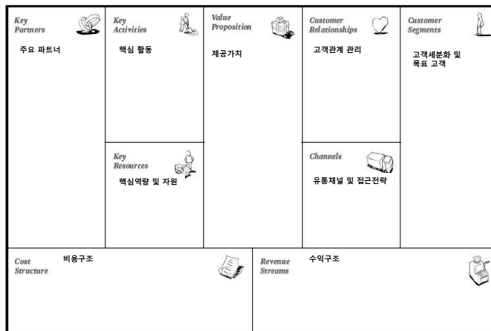 Key
Partners
주요 파트너
Key
Activities
핵심 활동
Key
Resources
핵심역량 및 자원
Value
Proposition
제공가치
Customer
Relationships
고객관계 관리
Channels
유통채널 및 접근전략
Customer
Segments
고객세분화 및
목표 고객
Cost
Structure
비용구조
Revenue
Streams
수익구조